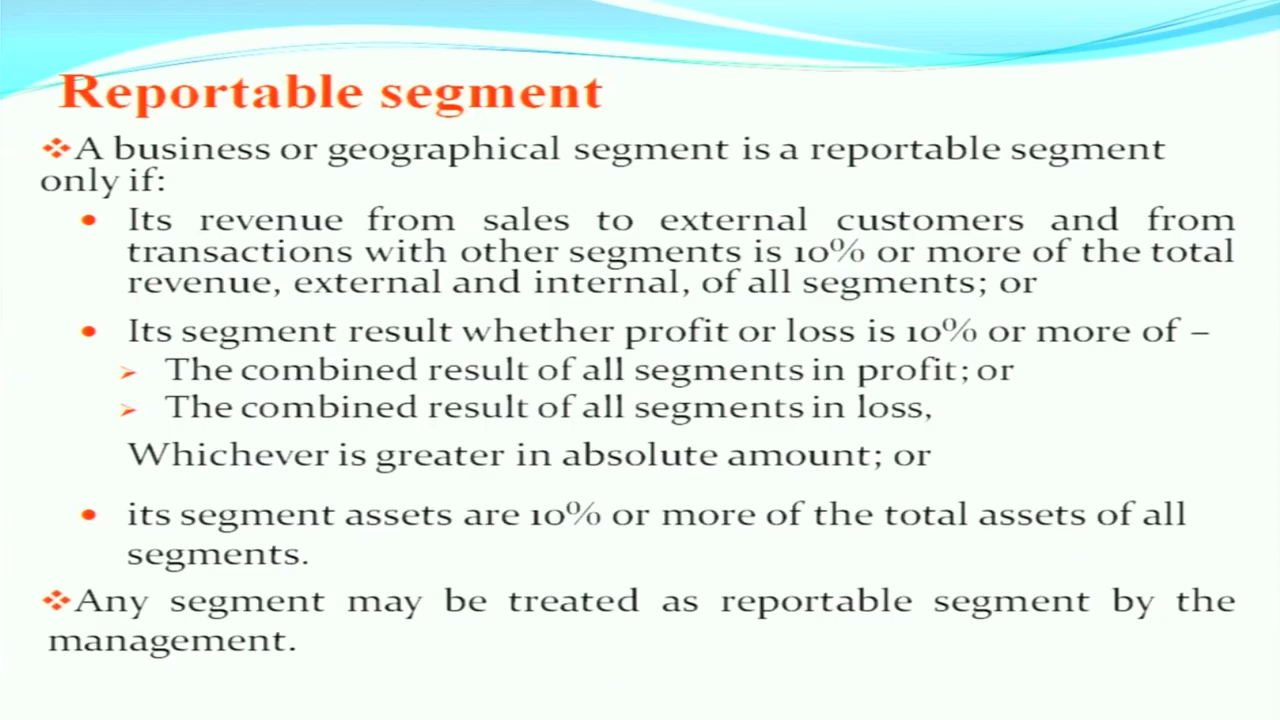 Reportable segment
❖A business or geographical segment is a reportable segment
only if:
• Its revenue from sales to external customers and from
transactions with other segments is 10% or more of the total
revenue, external and internal, of all segments; or
• Its segment result whether profit or loss is 10% or more of –
➢ The combined result of all segments in profit; or
➢ The combined result of all segments in loss,
Whichever is greater in absolute amount; or
• its segment assets are 10% or more of the total assets of all
segments.
❖Any segment may be treated as reportable segment by the
management.